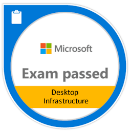 Microsoft
Exam passed
Desktop
Infrastructure